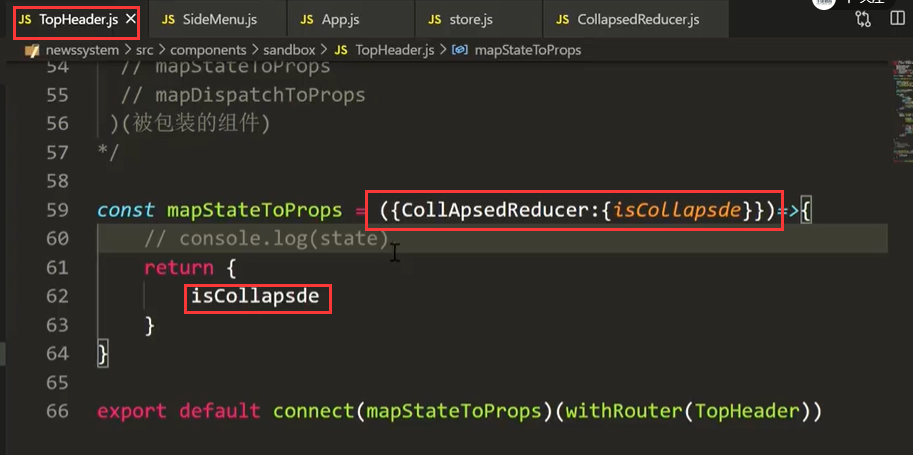 JS TopHeader.js × JS SideMenu.js JS App.js JS store.js JS CollapsedReducer.js
newssystem > src > components > sandbox > JS TopHeader.js > mapStateToProps
54 // mapStateToProps
55 // mapDispatchToProps
56 )(被包装的组件)
57 */
58
59 const mapStateToProps = ({CollApsedReducer:{isCollapsde}})=>{
60 // console.log(state)
61 return {
62 isCollapsde
63 }
64 }
65
66 export default connect(mapStateToProps)(withRouter(TopHeader))